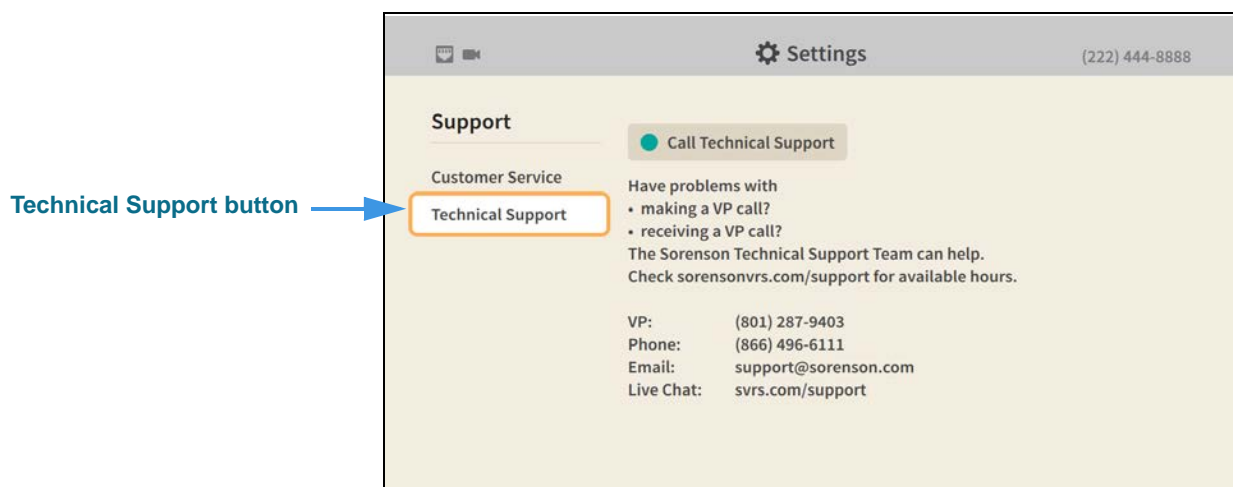 Settings
(222) 444-8888
Support
Customer Service
Technical Support
Technical Support button
Call Technical Support
Have problems with
• making a VP call?
• receiving a VP call?
The Sorenson Technical Support Team can help.
Check sorensonvrs.com/support for available hours.
VP: (801) 287-9403
Phone: (866) 496-6111
Email: support@sorenson.com
Live Chat: svrs.com/support